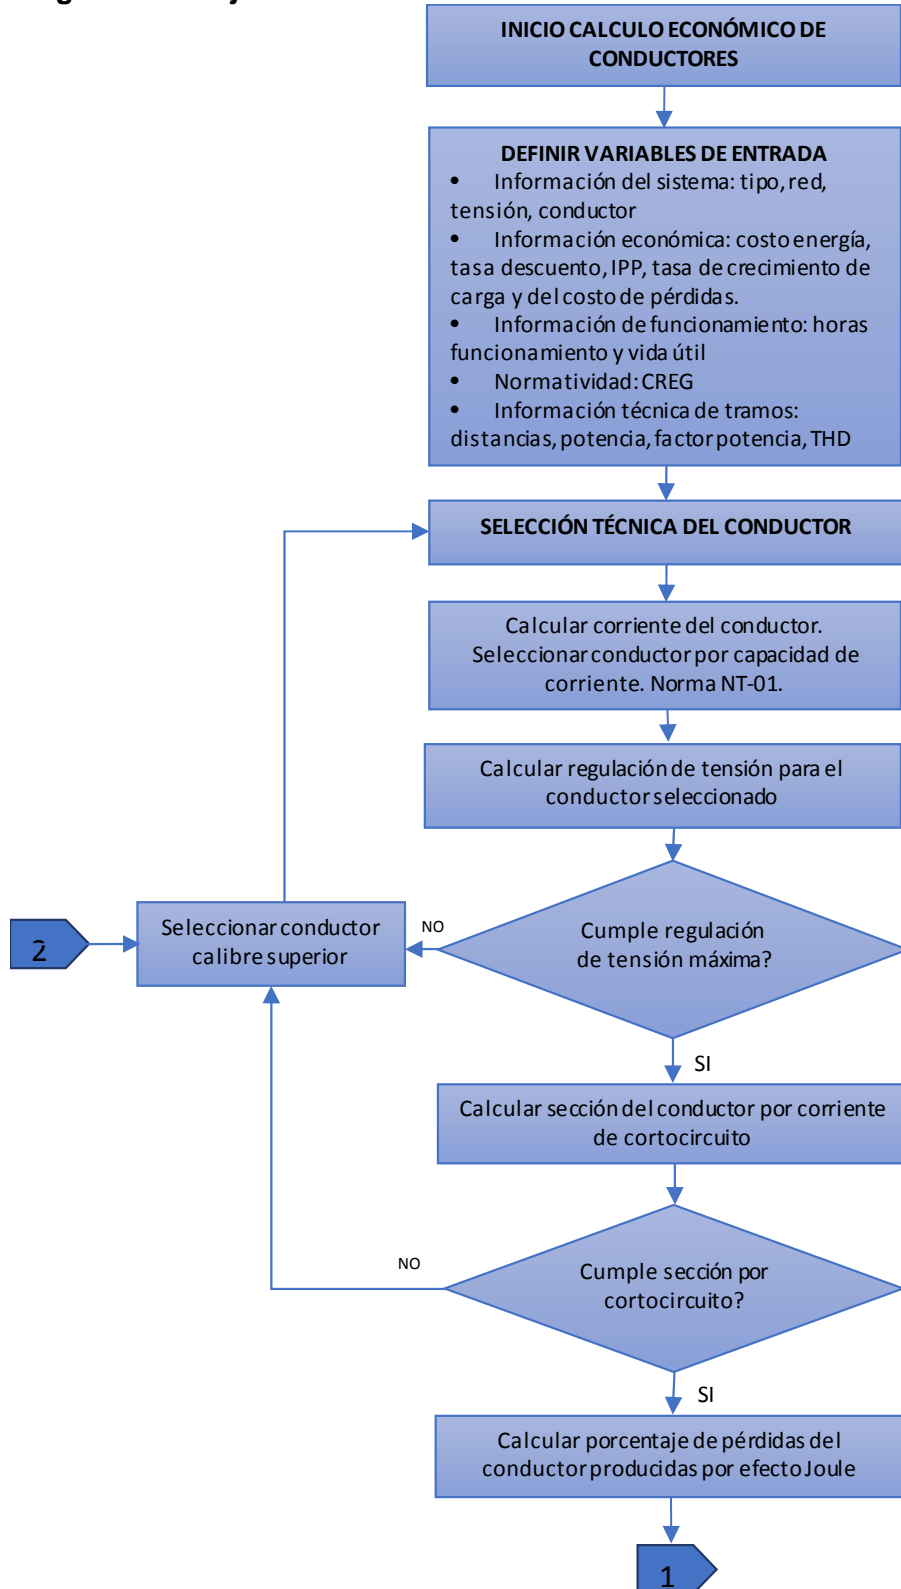 INICIO CALCULO ECONÓMICO DE
CONDUCTORES
DEFINIR VARIABLES DE ENTRADA
• Información del sistema: tipo, red,
tensión, conductor
• Información económica: costo energía,
tasa descuento, IPP, tasa de crecimiento de
carga y del costo de pérdidas.
• Información de funcionamiento: horas
funcionamiento y vida útil
• Normatividad: CREG
• Información técnica de tramos:
distancias, potencia, factor potencia, THD
SELECCIÓN TÉCNICA DEL CONDUCTOR
Calcular corriente del conductor.
Seleccionar conductor por capacidad de
corriente. Norma NT-01.
Calcular regulación de tensión para el
conductor seleccionado
Cumple regulación
de tensión máxima?
NO
Seleccionar conductor
calibre superior
2
SI
Calcular sección del conductor por corriente
de cortocircuito
Cumple sección por
cortocircuito?
NO
SI
Calcular porcentaje de pérdidas del
conductor producidas por efecto Joule
1